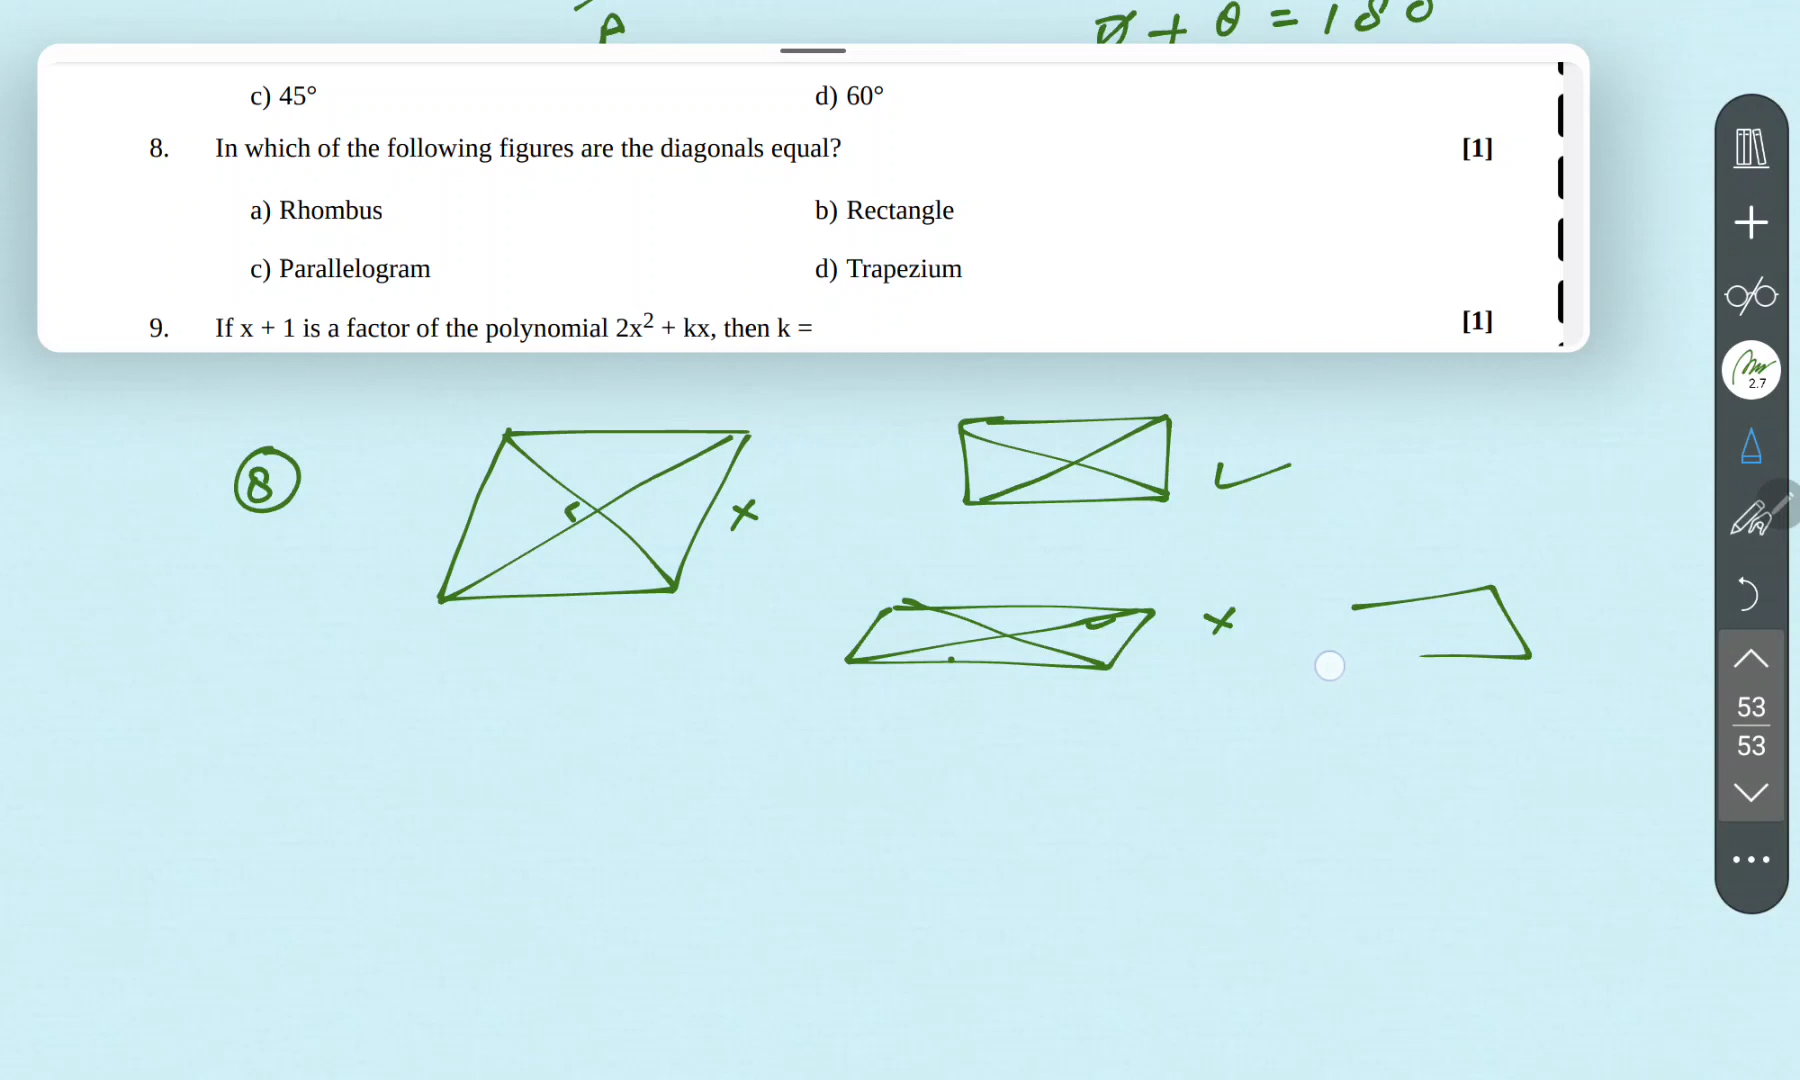 θ + θ = 180
c) 45°
d) 60°
8. In which of the following figures are the diagonals equal? [1]
a) Rhombus
b) Rectangle
c) Parallelogram
d) Trapezium
9. If x + 1 is a factor of the polynomial 2x² + kx, then k = [1]
2.7
8
53
53